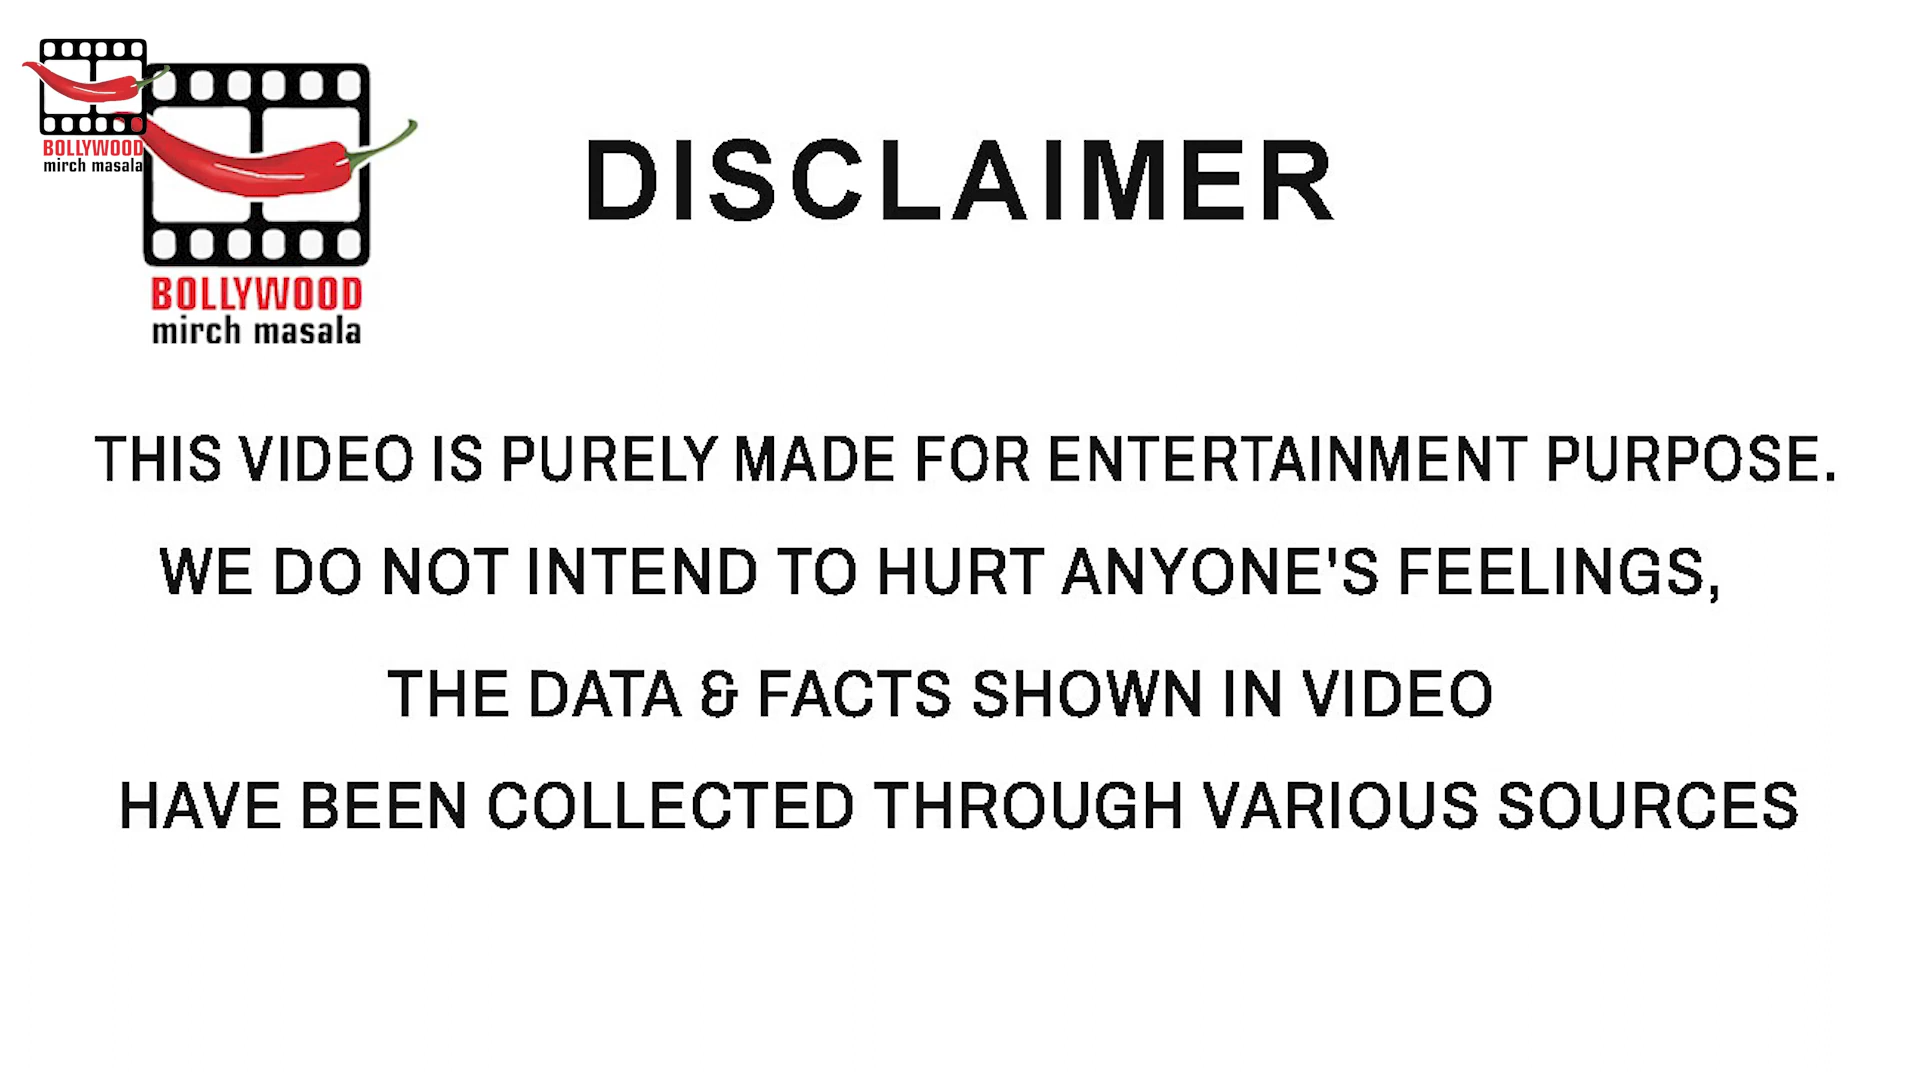 BOLLYWOOD
mirch masala
BOLLYWOOD
mirch masala
DISCLAIMER
THIS VIDEO IS PURELY MADE FOR ENTERTAINMENT PURPOSE.
WE DO NOT INTEND TO HURT ANYONE'S FEELINGS,
THE DATA & FACTS SHOWN IN VIDEO
HAVE BEEN COLLECTED THROUGH VARIOUS SOURCES